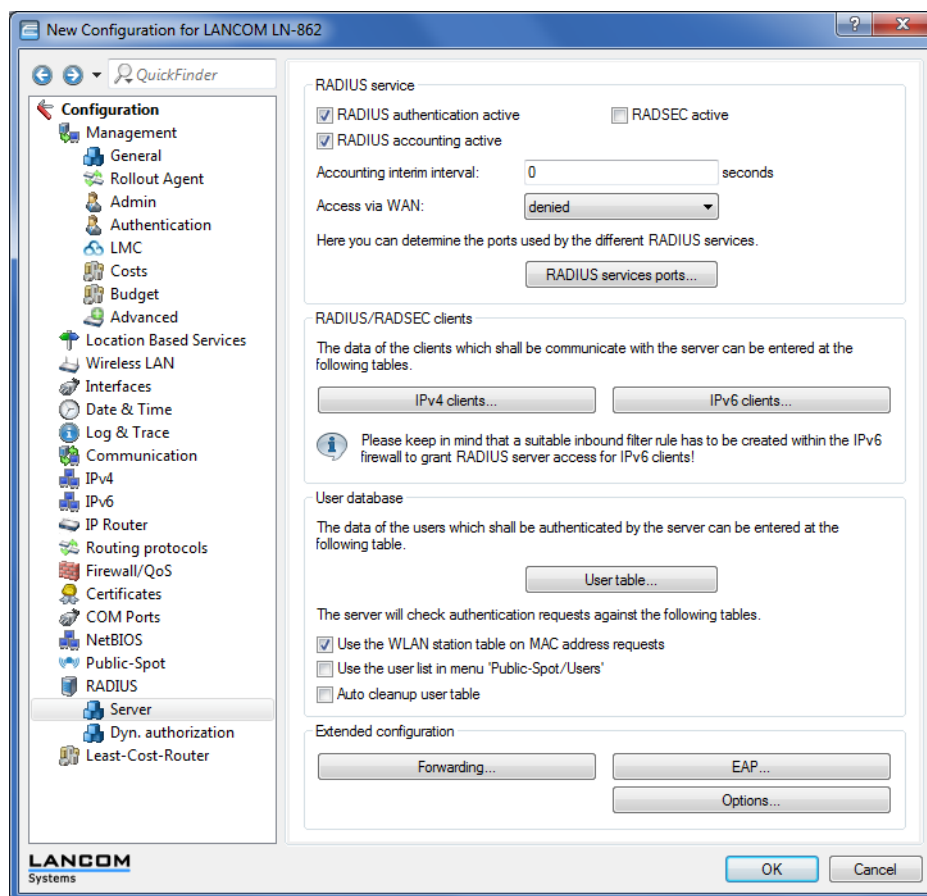 New Configuration for LANCOM LN-862
?
QuickFinder
Configuration
Management
General
Rollout Agent
Admin
Authentication
LMC
Costs
Budget
Advanced
Location Based Services
Wireless LAN
Interfaces
Date & Time
Log & Trace
Communication
IPv4
IPv6
IP Router
Routing protocols
Firewall/QoS
Certificates
COM Ports
NetBIOS
Public-Spot
RADIUS
Server
Dyn. authorization
Least-Cost-Router
RADIUS service
RADIUS authentication active
RADSEC active
RADIUS accounting active
Accounting interim interval: 0 seconds
Access via WAN: denied
Here you can determine the ports used by the different RADIUS services.
RADIUS services ports...
RADIUS/RADSEC clients
The data of the clients which shall be communicate with the server can be entered at the
following tables.
IPv4 clients...
IPv6 clients...
Please keep in mind that a suitable inbound filter rule has to be created within the IPv6
firewall to grant RADIUS server access for IPv6 clients!
User database
The data of the users which shall be authenticated by the server can be entered at the
following table.
User table...
The server will check authentication requests against the following tables.
Use the WLAN station table on MAC address requests
Use the user list in menu 'Public-Spot/Users'
Auto cleanup user table
Extended configuration
Forwarding...
EAP...
Options...
LANCOM
Systems
OK
Cancel